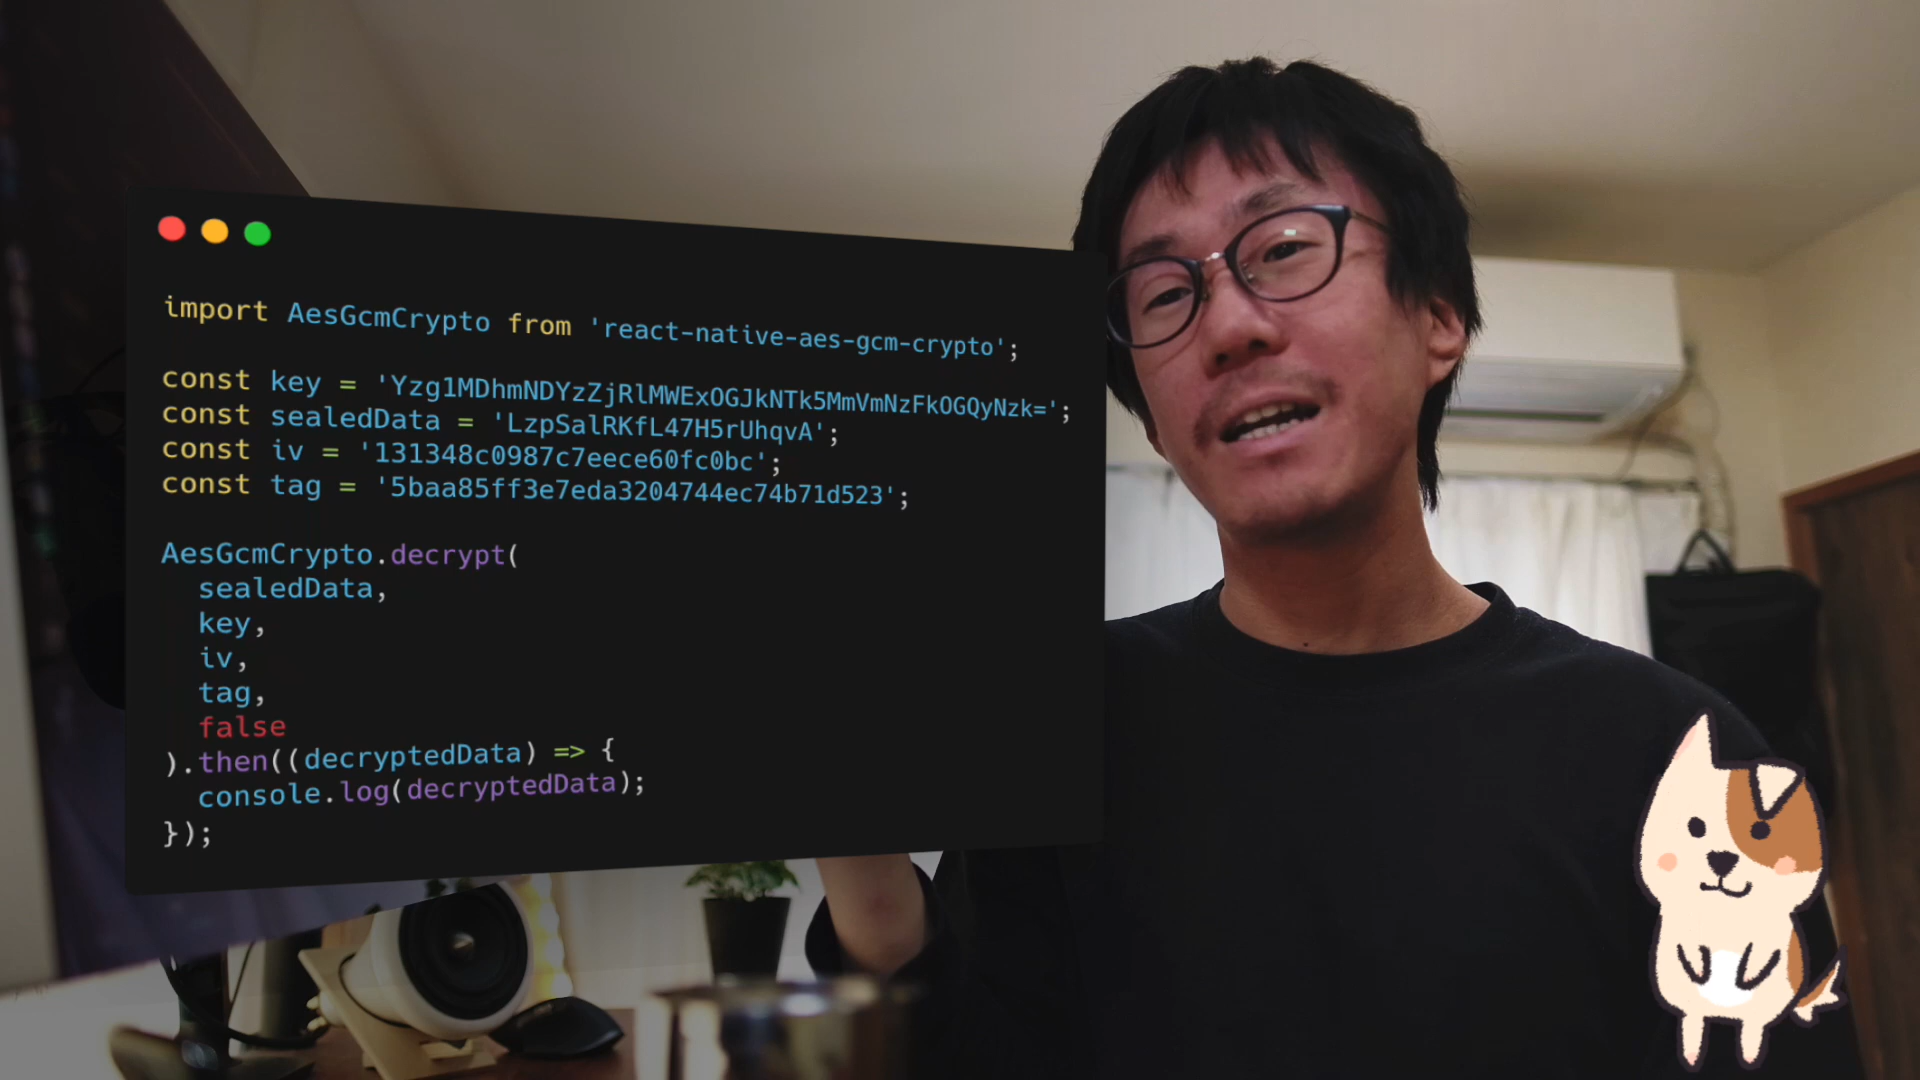 import AesGcmCrypto from 'react-native-aes-gcm-crypto';
const key = 'Yzg1MDhmNDYzZjRlMWExOGJkNTk5MmVmNzFkOGQyNzk=';
const sealedData = 'LzpSalRKfL47H5rUhqvA';
const iv = '131348c0987c7eece60fc0bc';
const tag = '5baa85ff3e7eda3204744ec74b71d523';
AesGcmCrypto.decrypt(
sealedData,
key,
iv,
tag,
false
).then((decryptedData) => {
console.log(decryptedData);
});